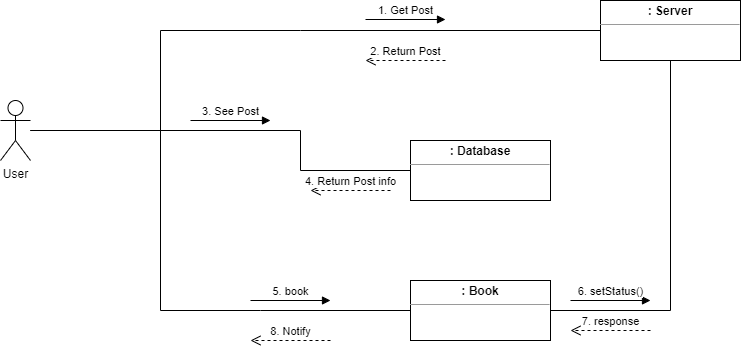 1. Get Post
: Server
2. Return Post
3. See Post
: Database
User
4. Return Post info
5. book
: Book
6. setStatus()
7. response
8. Notify